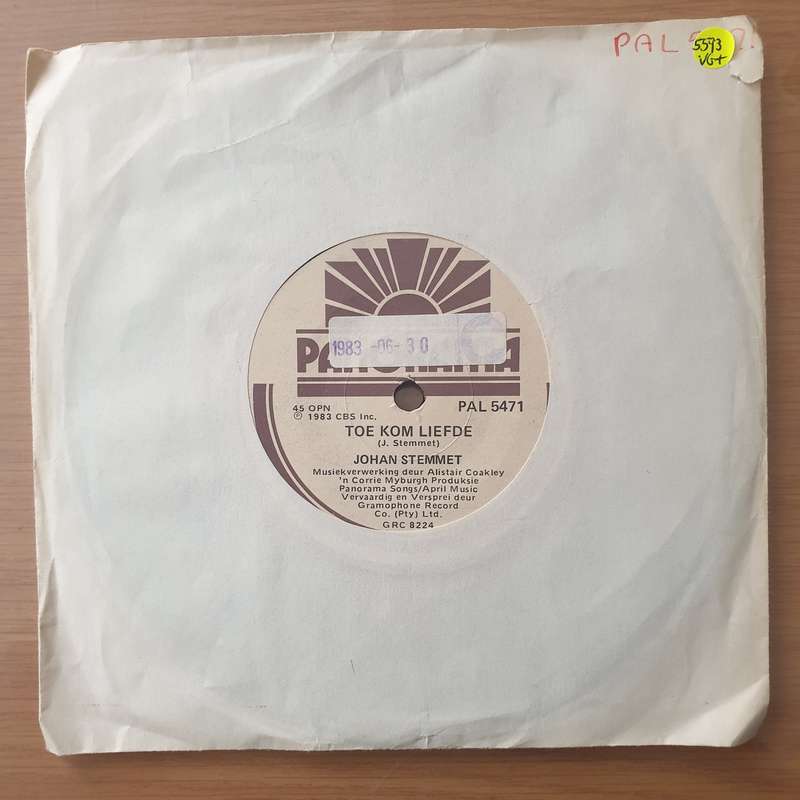 PAL
5593
VG+
1983 -06- 30
PANORAMA
45 OPN
PAL 5471
℗ 1983 CBS Inc.
TOE KOM LIEFDE
(J. Stemmet)
JOHAN STEMMET
Musiekverwerking deur Alistair Coakley
'n Corrie Myburgh Produksie
Panorama Songs/April Music
Vervaardig en Versprei deur
Gramophone Record
Co. (Pty) Ltd.
GRC 8224